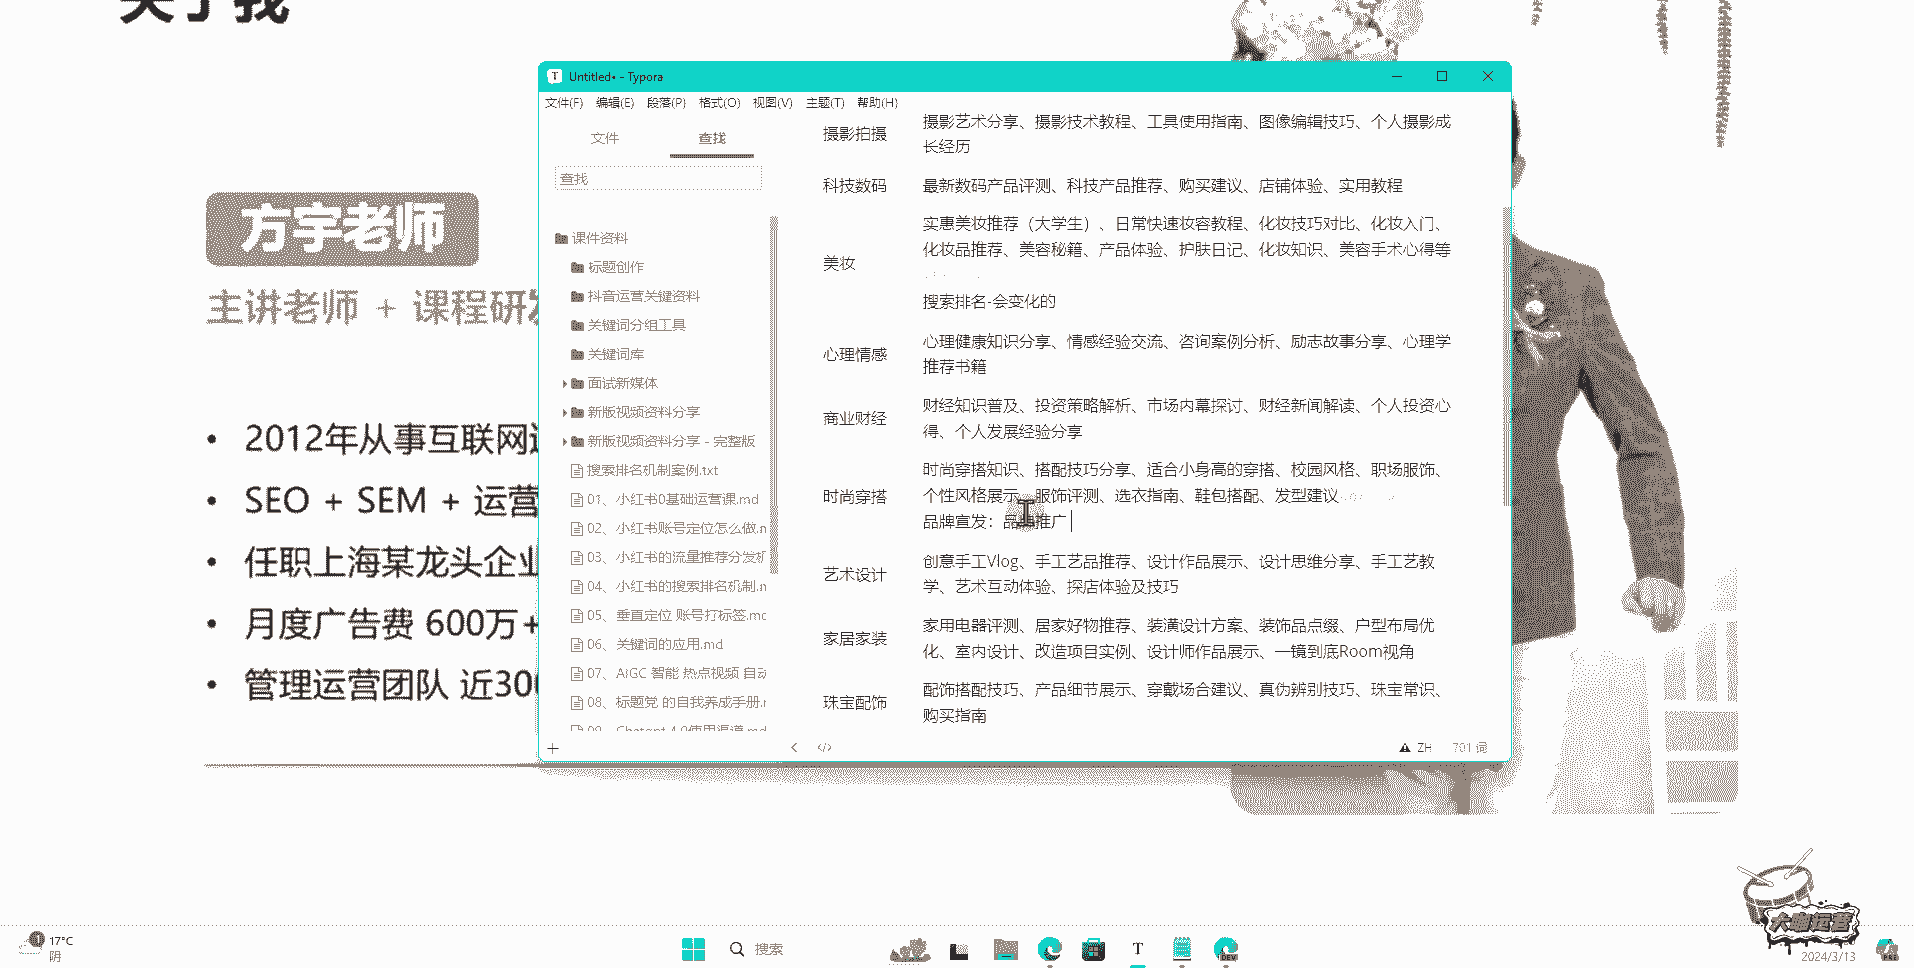 关于我
方宇老师
主讲老师 + 课程研发
2012年从事互联网
SEO + SEM + 运营
任职上海某龙头企业
月度广告费 600万+
管理运营团队 近300
Untitled• - Typora
文件(F) 编辑(E) 段落(P) 格式(O) 视图(V) 主题(T) 帮助(H)
文件 查找
查找
课件资料
标题创作
抖音运营关键资料
关键词分组工具
关键词库
面试新媒体
新版视频资料分享
新版视频资料分享 - 完整版
搜索排名机制案例.txt
01、小红书0基础运营课.md
02、小红书账号定位怎么做.m
03、小红书的流量推荐分发机
04、小红书的搜索排名机制.m
05、垂直定位 账号打标签.md
06、关键词的应用.md
07、AIGC 智能 热点视频 自动
08、标题党 的自我养成手册.m
09、Chatgpt 4.0使用渠道.md
摄影拍摄
摄影艺术分享、摄影技术教程、工具使用指南、图像编辑技巧、个人摄影成
长经历
科技数码
最新数码产品评测、科技产品推荐、购买建议、店铺体验、实用教程
美妆
实惠美妆推荐（大学生）、日常快速妆容教程、化妆技巧对比、化妆入门、
化妆品推荐、美容秘籍、产品体验、护肤日记、化妆知识、美容手术心得等
搜索排名-会变化的
心理情感
心理健康知识分享、情感经验交流、咨询案例分析、励志故事分享、心理学
推荐书籍
商业财经
财经知识普及、投资策略解析、市场内幕探讨、财经新闻解读、个人投资心
得、个人发展经验分享
时尚穿搭
时尚穿搭知识、搭配技巧分享、适合小身高的穿搭、校园风格、职场服饰、
个性风格展示、服饰评测、选衣指南、鞋包搭配、发型建议
品牌宣发：品牌推广
艺术设计
创意手工Vlog、手工艺品推荐、设计作品展示、设计思维分享、手工艺教
学、艺术互动体验、探店体验及技巧
家居家装
家用电器评测、居家好物推荐、装潢设计方案、装饰品点缀、户型布局优
化、室内设计、改造项目实例、设计师作品展示、一镜到底Room视角
珠宝配饰
配饰搭配技巧、产品细节展示、穿戴场合建议、真伪辨别技巧、珠宝常识、
购买指南
ZH 701 词
大咖运营
17°C
阴
搜索
DEV
2024/3/13
PRE